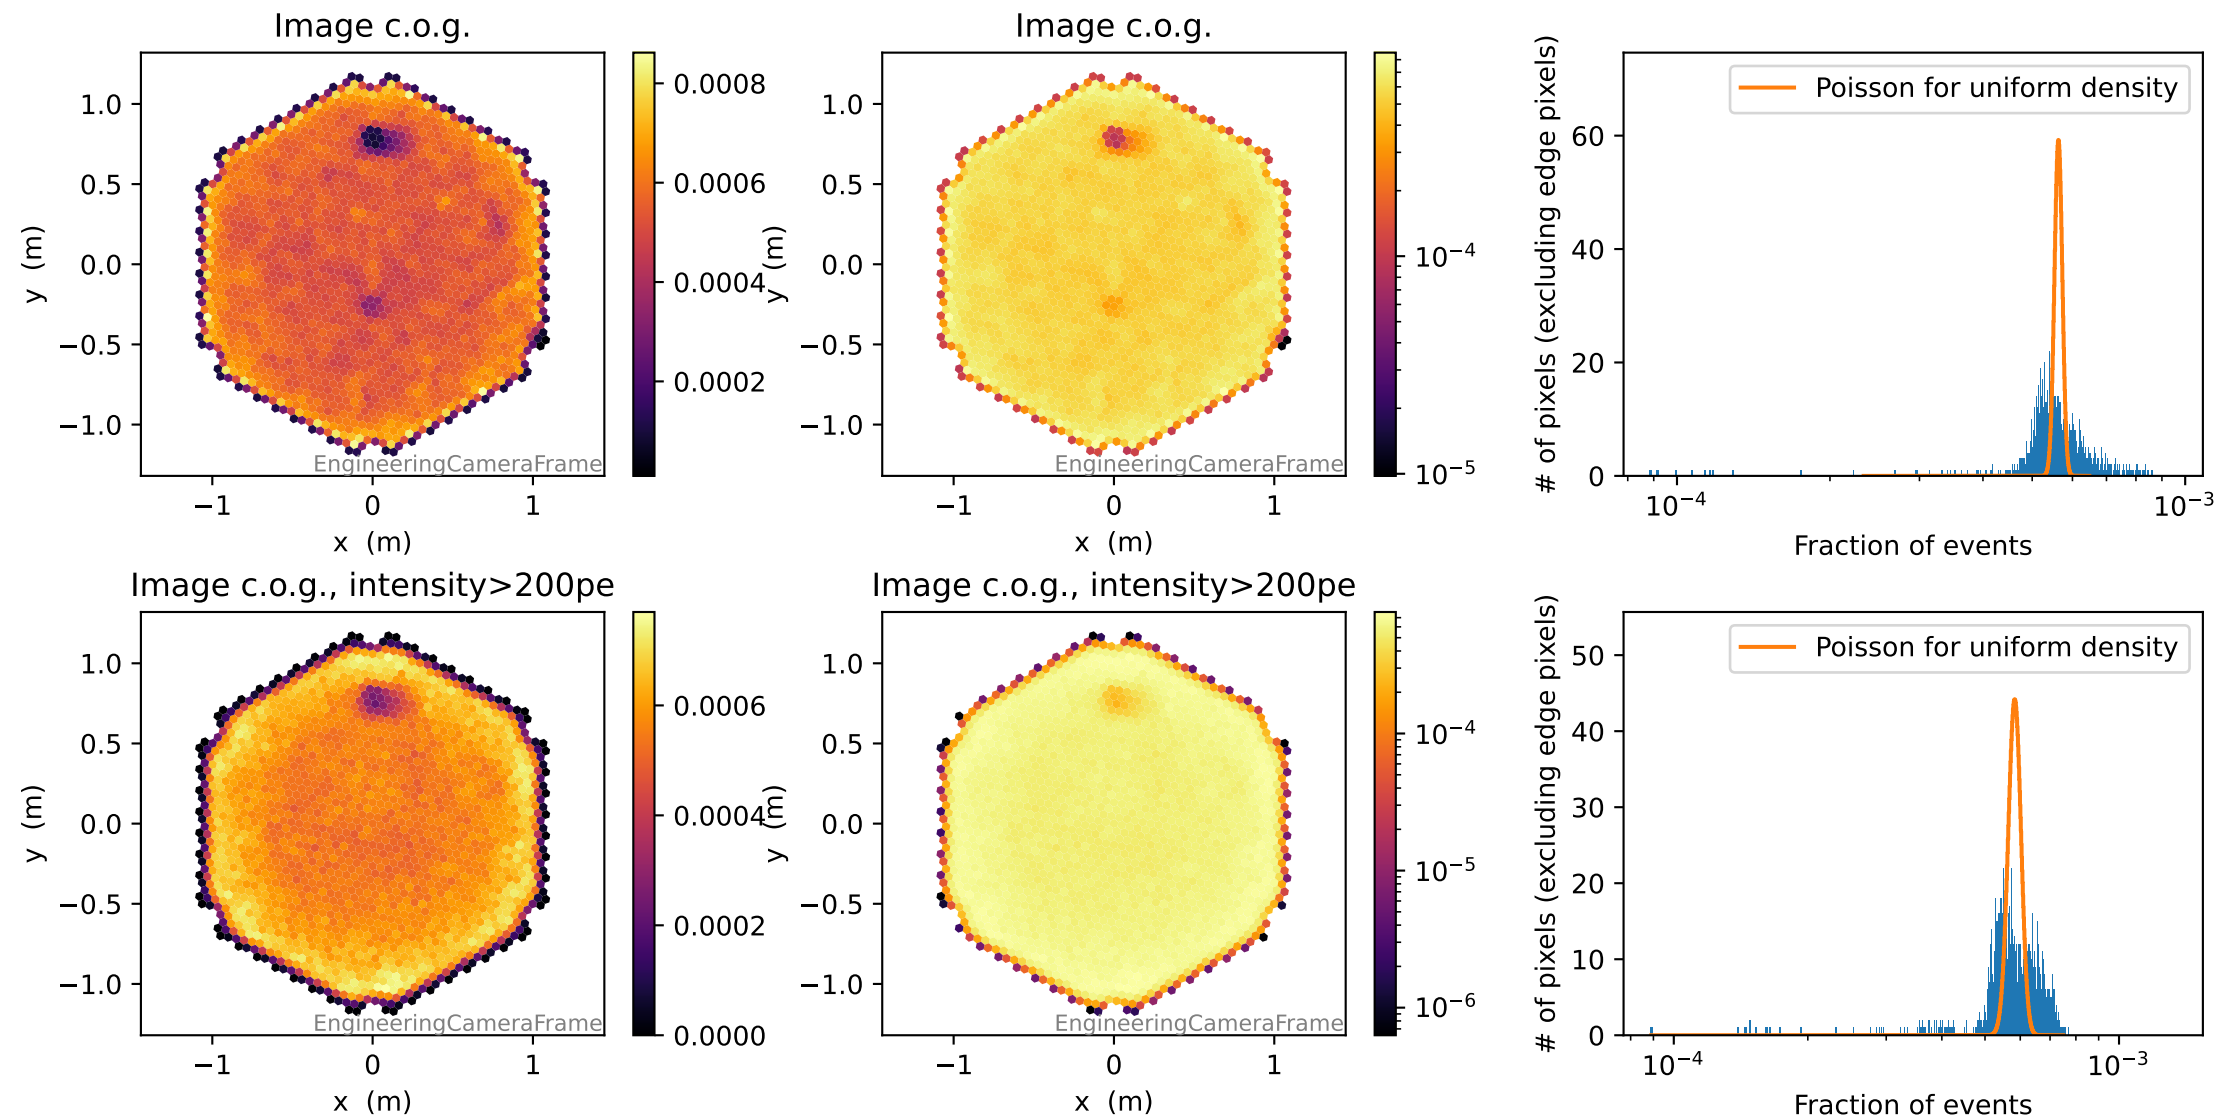 Image c.o.g.
1.0
0.5
0.0
−0.5
−1.0
y (m)
−1
0
1
x (m)
EngineeringCameraFrame
0.0008
0.0006
0.0004
0.0002
Image c.o.g.
1.0
0.5
0.0
−0.5
−1.0
y (m)
−1
0
1
x (m)
EngineeringCameraFrame
10⁻⁴
10⁻⁵
Poisson for uniform density
# of pixels (excluding edge pixels)
60
40
20
0
10⁻⁴
10⁻³
Fraction of events
Image c.o.g., intensity>200pe
1.0
0.5
0.0
−0.5
−1.0
y (m)
−1
0
1
x (m)
EngineeringCameraFrame
0.0006
0.0004
0.0002
0.0000
Image c.o.g., intensity>200pe
1.0
0.5
0.0
−0.5
−1.0
y (m)
−1
0
1
x (m)
EngineeringCameraFrame
10⁻⁴
10⁻⁵
10⁻⁶
Poisson for uniform density
# of pixels (excluding edge pixels)
50
40
30
20
10
0
10⁻⁴
10⁻³
Fraction of events